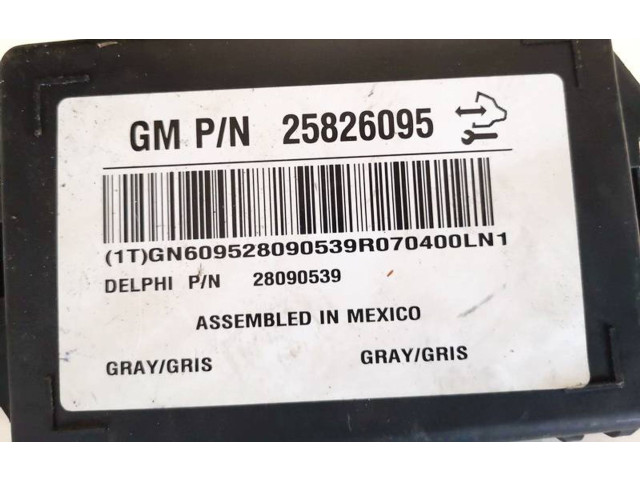 GM P/N 25826095
(1T)GN609528090539R070400LN1
DELPHI P/N 28090539
ASSEMBLED IN MEXICO
GRAY/GRIS GRAY/GRIS